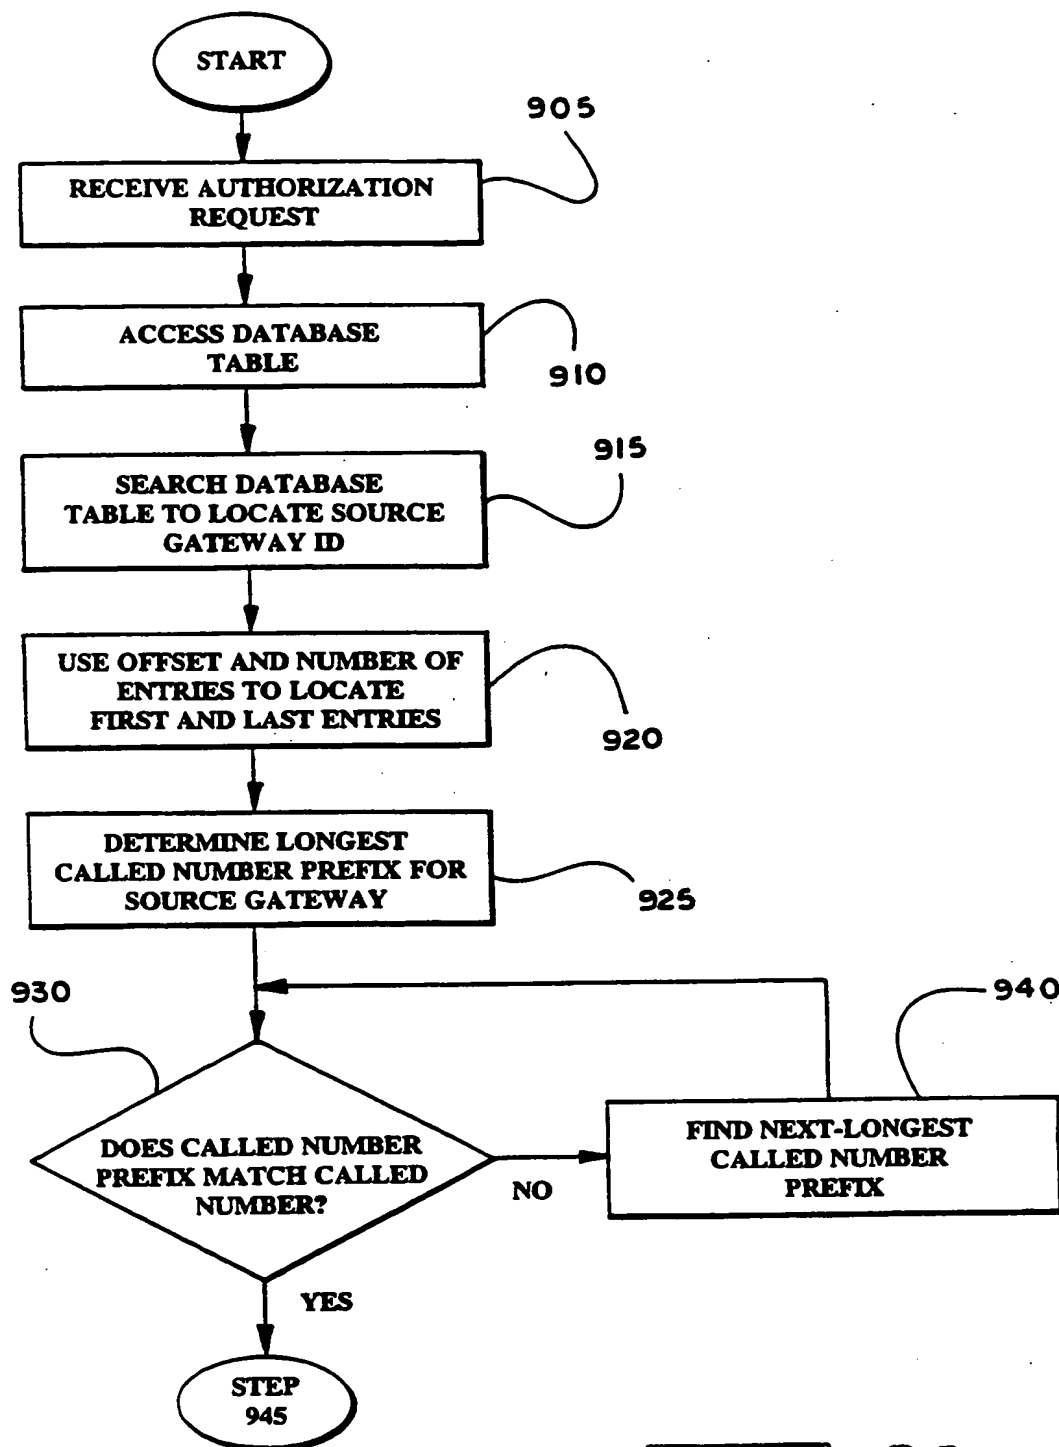 START
905
RECEIVE AUTHORIZATION
REQUEST
ACCESS DATABASE
TABLE
910
915
SEARCH DATABASE
TABLE TO LOCATE SOURCE
GATEWAY ID
USE OFFSET AND NUMBER OF
ENTRIES TO LOCATE
FIRST AND LAST ENTRIES
920
DETERMINE LONGEST
CALLED NUMBER PREFIX FOR
SOURCE GATEWAY
925
930
940
DOES CALLED NUMBER
PREFIX MATCH CALLED
NUMBER?
NO
FIND NEXT-LONGEST
CALLED NUMBER
PREFIX
YES
STEP
945